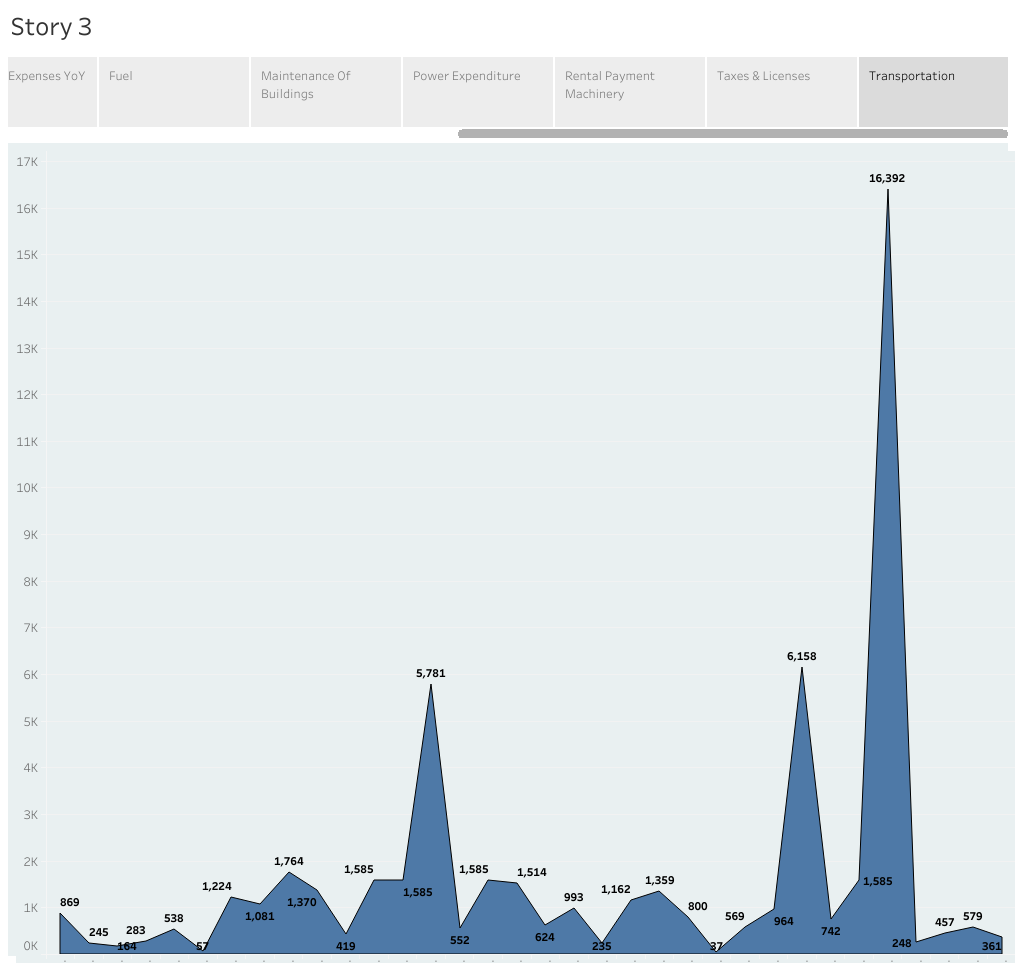 Story 3
Expenses YoY
Fuel
Maintenance Of
Buildings
Power Expenditure
Rental Payment
Machinery
Taxes & Licenses
Transportation
17K
16K
15K
14K
13K
12K
11K
10K
9K
8K
7K
6K
5K
4K
3K
2K
1K
0K
869
245
164
283
538
57
1,224
1,081
1,764
1,370
419
1,585
1,585
5,781
552
1,585
1,514
624
993
235
1,162
1,359
800
37
569
964
6,158
742
1,585
16,392
248
457
579
361